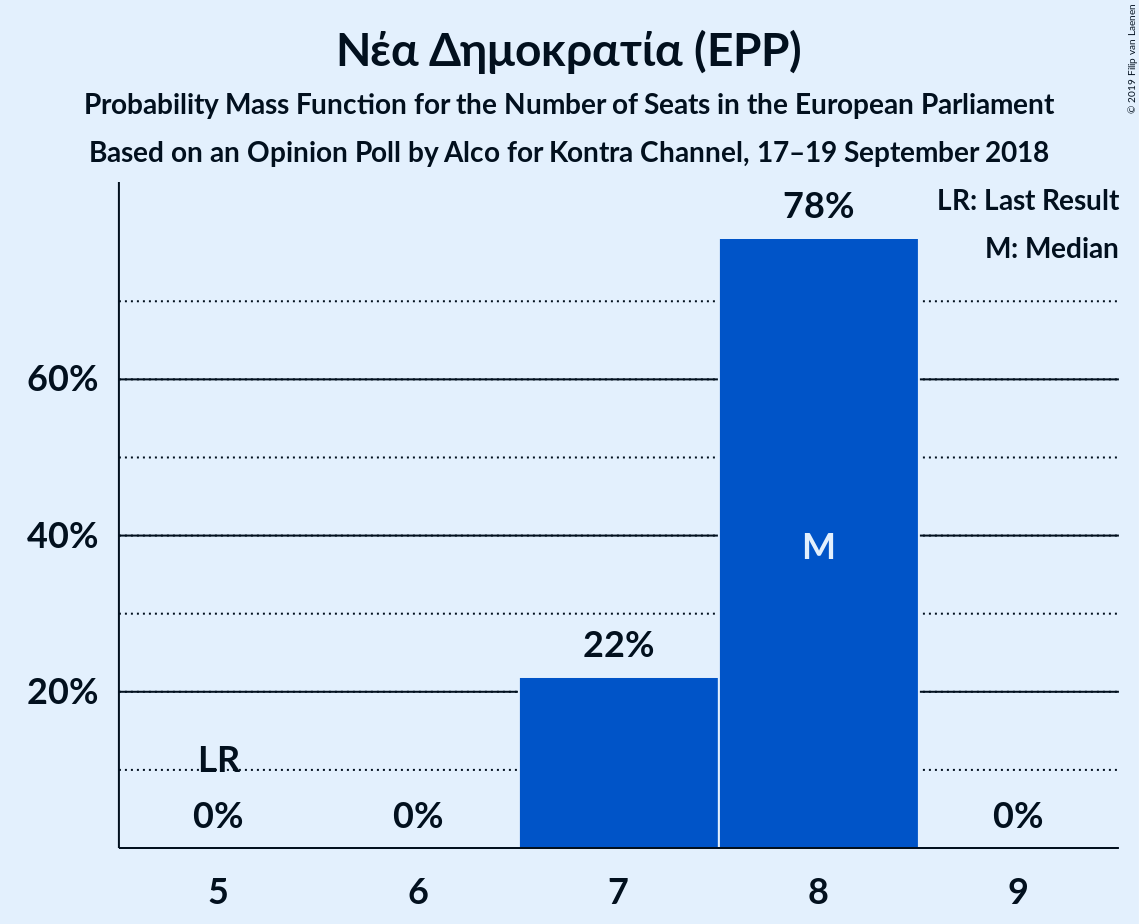 Νέα Δημοκρατία (EPP)
Probability Mass Function for the Number of Seats in the European Parliament
Based on an Opinion Poll by Alco for Kontra Channel, 17–19 September 2018
© 2019 Filip van Laenen
LR: Last Result
M: Median
78%
60%
40%
20%
M
22%
LR
0%
0%
0%
5
6
7
8
9